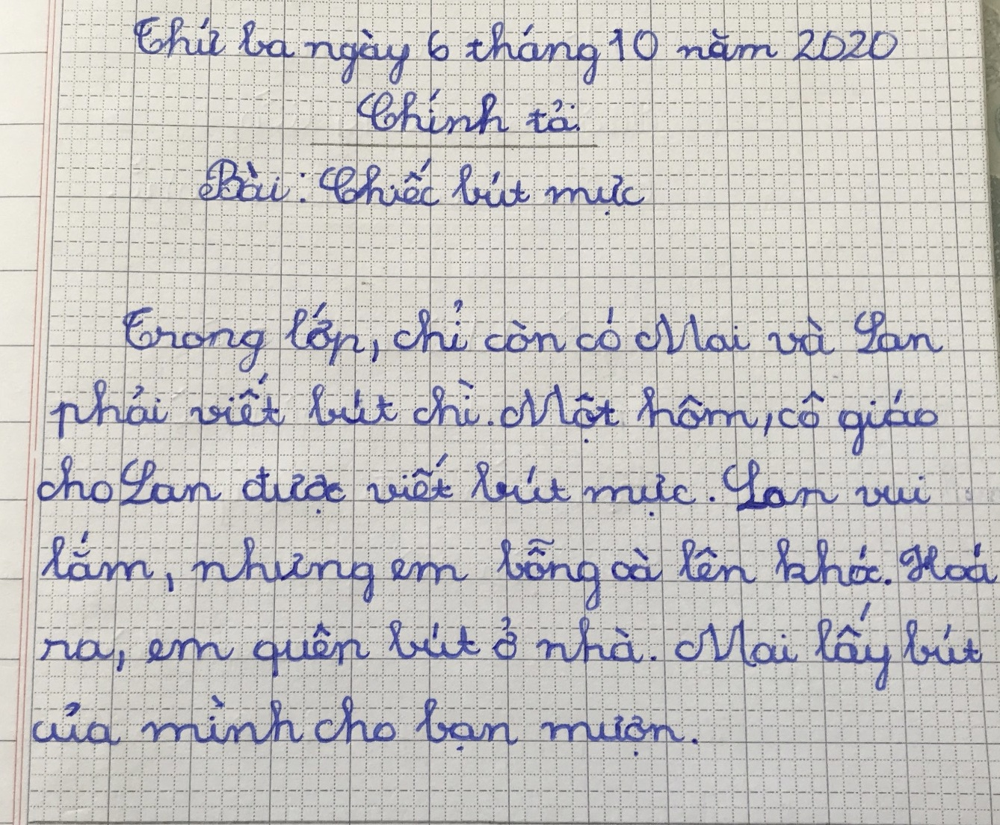 Thứ ba ngày 6 tháng 10 năm 2020
Chính tả
Bài: Chiếc bút mực
Trong lớp, chỉ còn có Mai và Lan
phải viết bút chì. Một hôm, cô giáo
cho Lan được viết bút mực. Lan vui
lắm, nhưng em bỗng oà lên khóc. Hoá
ra, em quên bút ở nhà. Mai lấy bút
của mình cho bạn mượn.